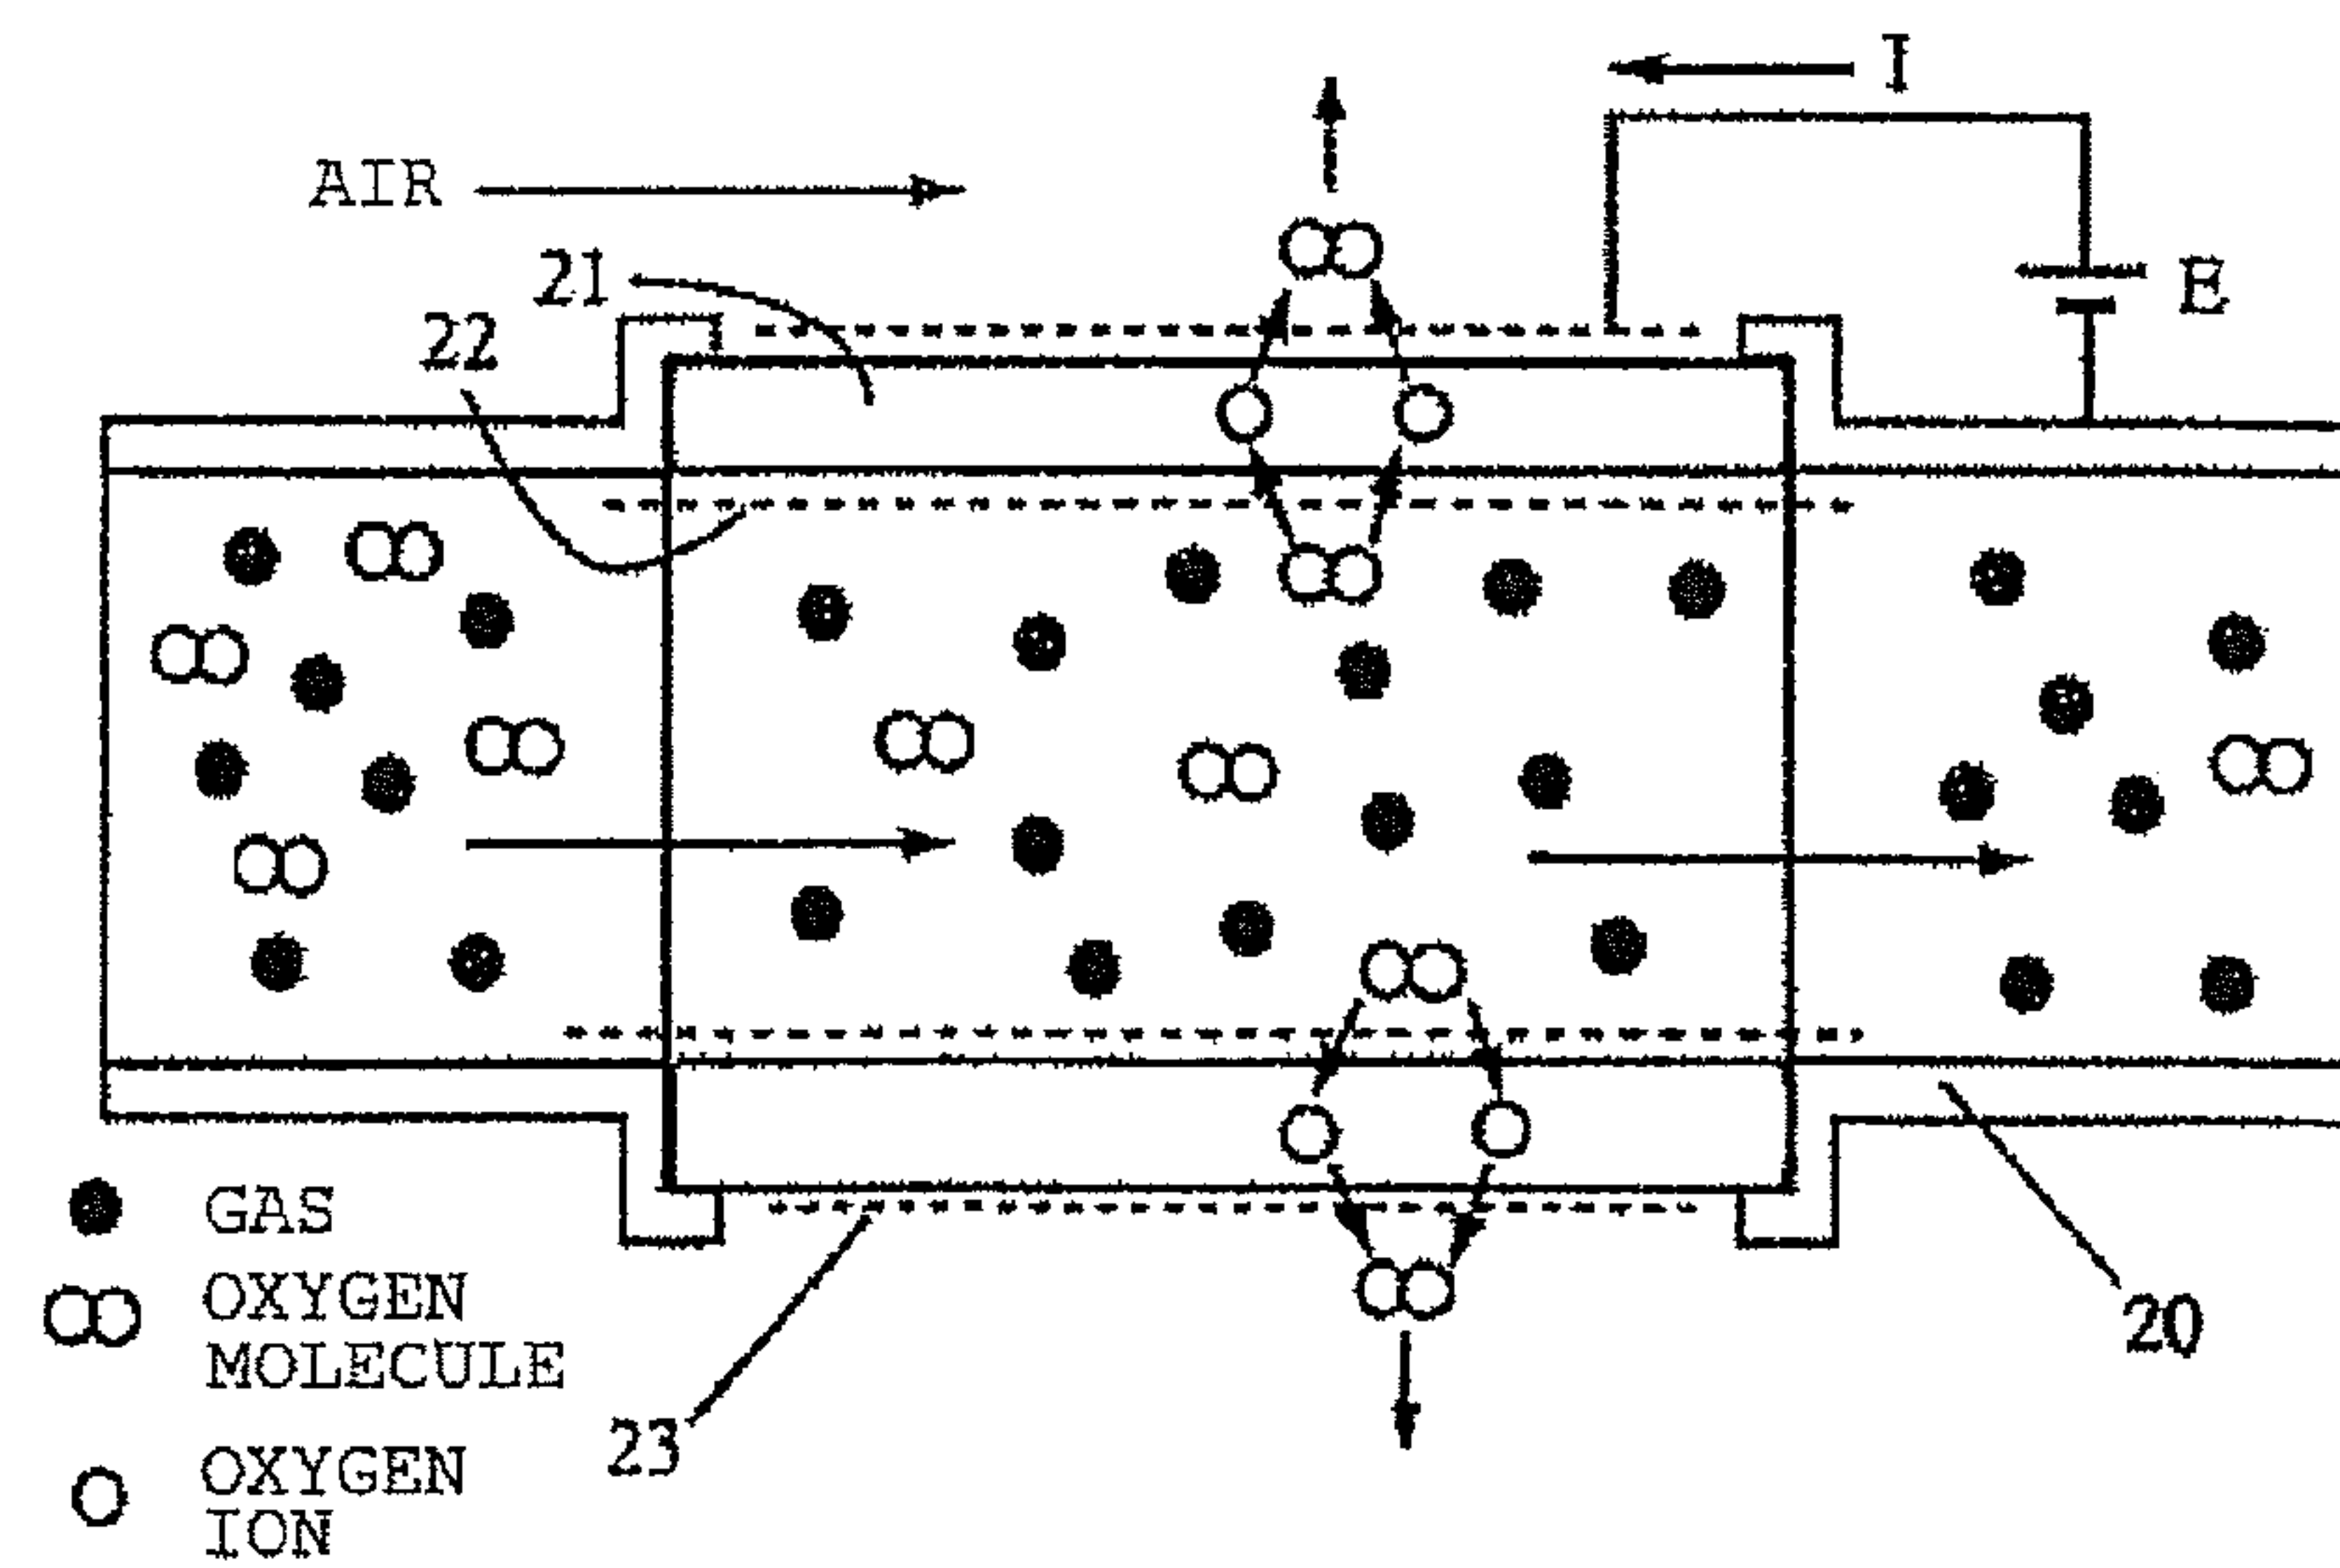 I
AIR
21
E
22
GAS
OXYGEN
MOLECULE
20
23
OXYGEN
ION